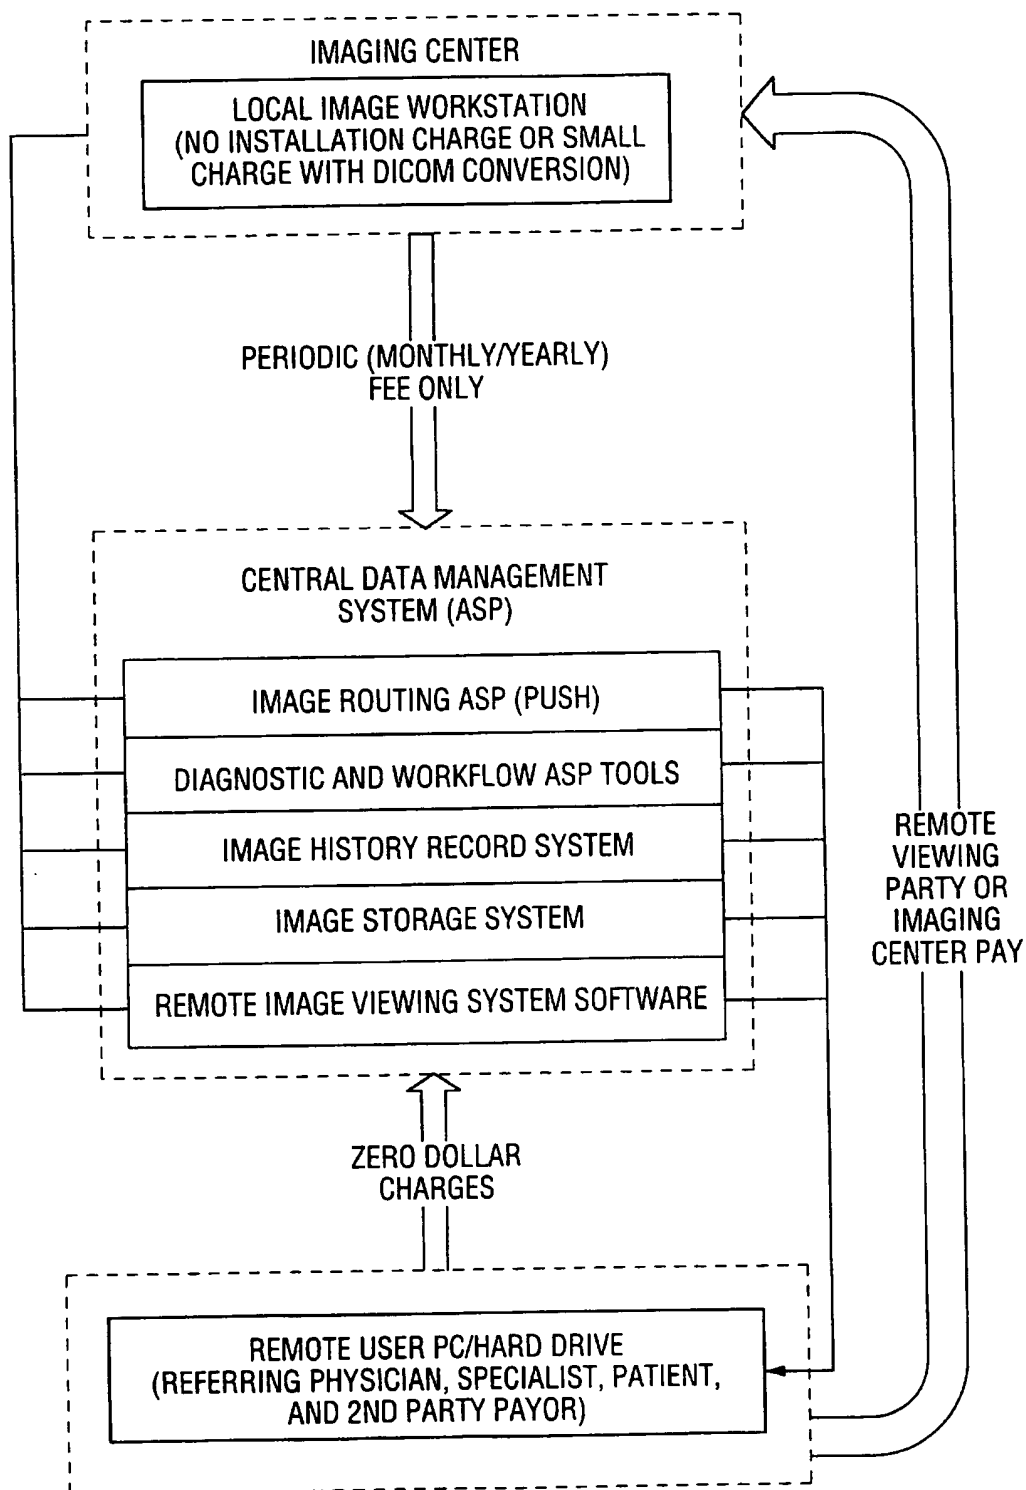 IMAGING CENTER
LOCAL IMAGE WORKSTATION
(NO INSTALLATION CHARGE OR SMALL
CHARGE WITH DICOM CONVERSION)
PERIODIC (MONTHLY/YEARLY)
FEE ONLY
CENTRAL DATA MANAGEMENT
SYSTEM (ASP)
IMAGE ROUTING ASP (PUSH)
DIAGNOSTIC AND WORKFLOW ASP TOOLS
IMAGE HISTORY RECORD SYSTEM
IMAGE STORAGE SYSTEM
REMOTE IMAGE VIEWING SYSTEM SOFTWARE
REMOTE
VIEWING
PARTY OR
IMAGING
CENTER PAY
ZERO DOLLAR
CHARGES
REMOTE USER PC/HARD DRIVE
(REFERRING PHYSICIAN, SPECIALIST, PATIENT,
AND 2ND PARTY PAYOR)